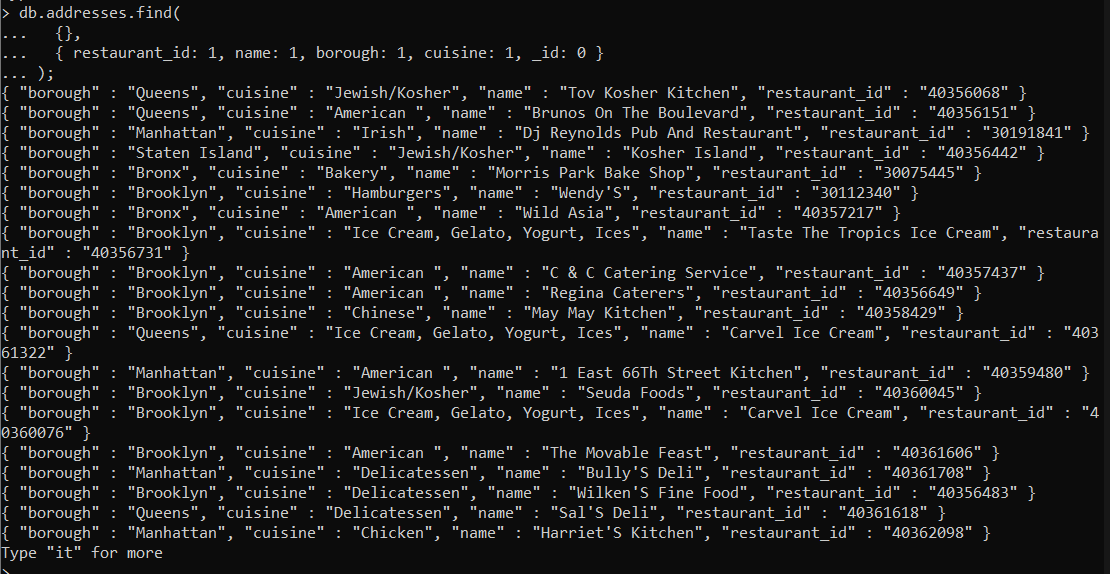 > db.addresses.find(
...   {},
...   { restaurant_id: 1, name: 1, borough: 1, cuisine: 1, _id: 0 }
... );
{ "borough" : "Queens", "cuisine" : "Jewish/Kosher", "name" : "Tov Kosher Kitchen", "restaurant_id" : "40356068" }
{ "borough" : "Queens", "cuisine" : "American ", "name" : "Brunos On The Boulevard", "restaurant_id" : "40356151" }
{ "borough" : "Manhattan", "cuisine" : "Irish", "name" : "Dj Reynolds Pub And Restaurant", "restaurant_id" : "30191841" }
{ "borough" : "Staten Island", "cuisine" : "Jewish/Kosher", "name" : "Kosher Island", "restaurant_id" : "40356442" }
{ "borough" : "Bronx", "cuisine" : "Bakery", "name" : "Morris Park Bake Shop", "restaurant_id" : "30075445" }
{ "borough" : "Brooklyn", "cuisine" : "Hamburgers", "name" : "Wendy'S", "restaurant_id" : "30112340" }
{ "borough" : "Bronx", "cuisine" : "American ", "name" : "Wild Asia", "restaurant_id" : "40357217" }
{ "borough" : "Brooklyn", "cuisine" : "Ice Cream, Gelato, Yogurt, Ices", "name" : "Taste The Tropics Ice Cream", "restaura
nt_id" : "40356731" }
{ "borough" : "Brooklyn", "cuisine" : "American ", "name" : "C & C Catering Service", "restaurant_id" : "40357437" }
{ "borough" : "Brooklyn", "cuisine" : "American ", "name" : "Regina Caterers", "restaurant_id" : "40356649" }
{ "borough" : "Brooklyn", "cuisine" : "Chinese", "name" : "May May Kitchen", "restaurant_id" : "40358429" }
{ "borough" : "Queens", "cuisine" : "Ice Cream, Gelato, Yogurt, Ices", "name" : "Carvel Ice Cream", "restaurant_id" : "403
61322" }
{ "borough" : "Manhattan", "cuisine" : "American ", "name" : "1 East 66Th Street Kitchen", "restaurant_id" : "40359480" }
{ "borough" : "Brooklyn", "cuisine" : "Jewish/Kosher", "name" : "Seuda Foods", "restaurant_id" : "40360045" }
{ "borough" : "Brooklyn", "cuisine" : "Ice Cream, Gelato, Yogurt, Ices", "name" : "Carvel Ice Cream", "restaurant_id" : "4
0360076" }
{ "borough" : "Brooklyn", "cuisine" : "American ", "name" : "The Movable Feast", "restaurant_id" : "40361606" }
{ "borough" : "Manhattan", "cuisine" : "Delicatessen", "name" : "Bully'S Deli", "restaurant_id" : "40361708" }
{ "borough" : "Brooklyn", "cuisine" : "Delicatessen", "name" : "Wilken'S Fine Food", "restaurant_id" : "40356483" }
{ "borough" : "Queens", "cuisine" : "Delicatessen", "name" : "Sal'S Deli", "restaurant_id" : "40361618" }
{ "borough" : "Manhattan", "cuisine" : "Chicken", "name" : "Harriet'S Kitchen", "restaurant_id" : "40362098" }
Type "it" for more
>